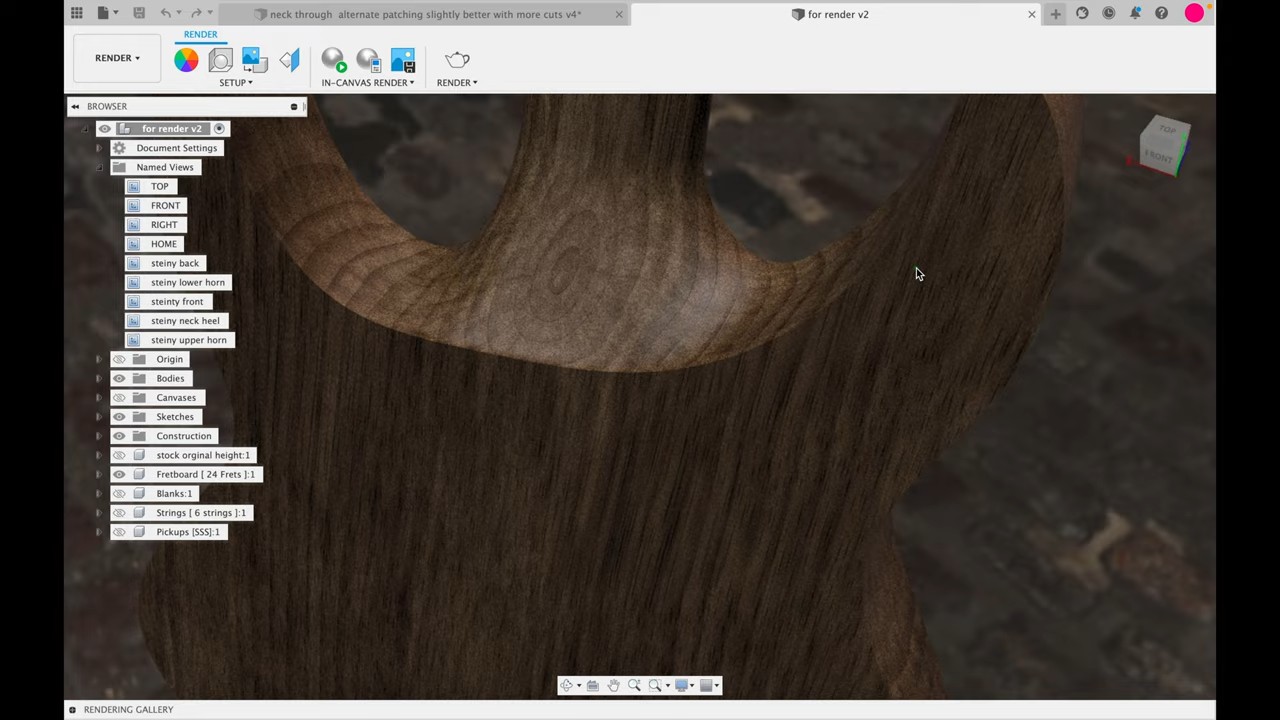 neck through alternate patching slightly better with more cuts v4*
for render v2
RENDER
RENDER
SETUP
IN-CANVAS RENDER
RENDER
BROWSER
for render v2
Document Settings
Named Views
TOP
FRONT
RIGHT
HOME
steiny back
steiny lower horn
steinty front
steiny neck heel
steiny upper horn
Origin
Bodies
Canvases
Sketches
Construction
stock orginal height:1
Fretboard [ 24 Frets ]:1
Blanks:1
Strings [ 6 strings ]:1
Pickups [SSS]:1
TOP
FRONT
RENDERING GALLERY